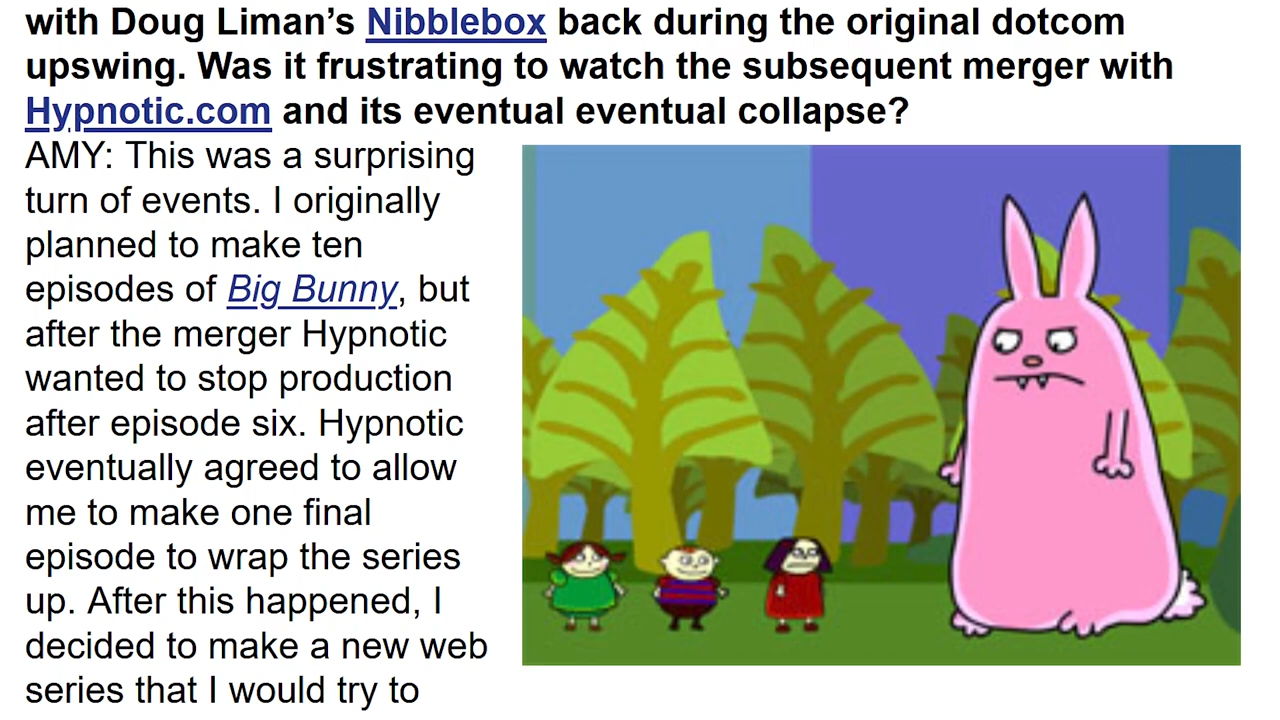 with Doug Liman’s Nibblebox back during the original dotcom
upswing. Was it frustrating to watch the subsequent merger with
Hypnotic.com and its eventual eventual collapse?
AMY: This was a surprising
turn of events. I originally
planned to make ten
episodes of Big Bunny, but
after the merger Hypnotic
wanted to stop production
after episode six. Hypnotic
eventually agreed to allow
me to make one final
episode to wrap the series
up. After this happened, I
decided to make a new web
series that I would try to